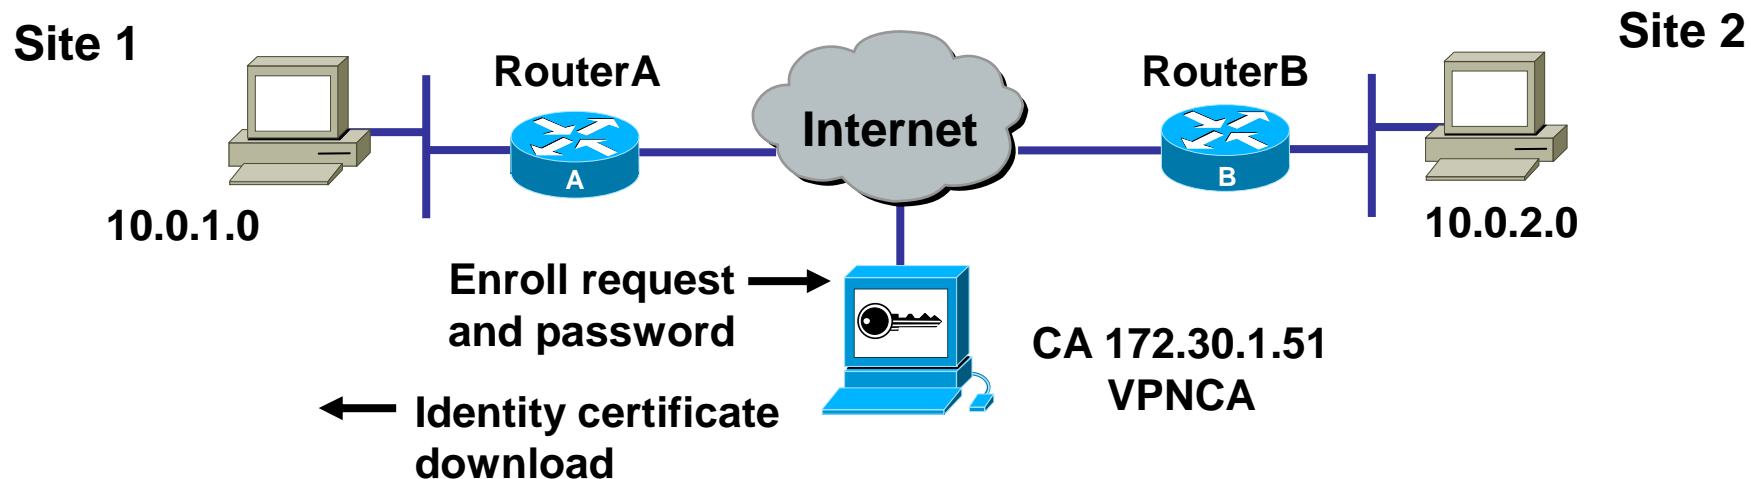 Site 1
Site 2
RouterA
RouterB
Internet
A
B
10.0.1.0
10.0.2.0
Enroll request
and password
CA 172.30.1.51
VPNCA
Identity certificate
download